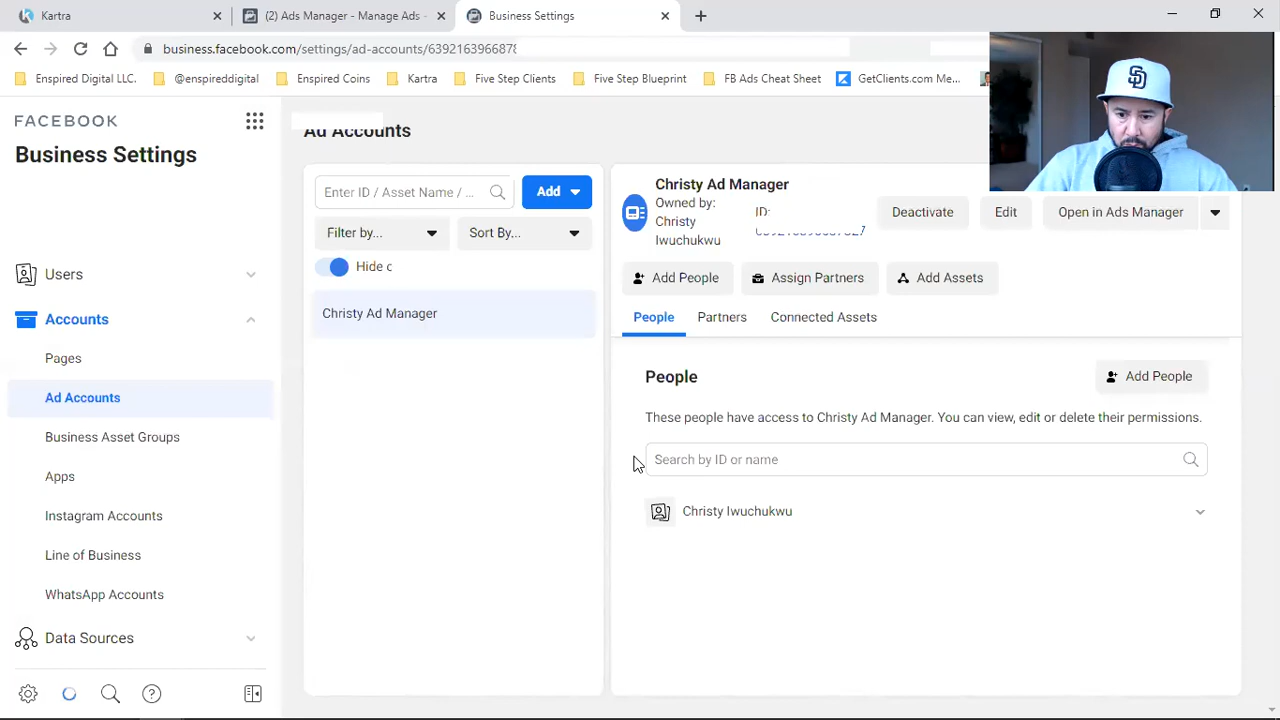 Kartra
(2) Ads Manager - Manage Ads -
Business Settings
business.facebook.com/settings/ad-accounts/6392163966878
Enspired Digital LLC.
@enspireddigital
Enspired Coins
Kart
Five Step Clients
Five Step Blueprint
FB Ads Cheat Sheet
GetClients.com Me...
FACEBOOK
Business Settings
Users
Accounts
Pages
Ad Accounts
Business Asset Groups
Apps
Instagram Accounts
Line of Business
WhatsApp Accounts
Data Sources
Ad Accounts
Enter ID / Asset Name / ...
Add
Filter by...
Sort By...
Hide c
Christy Ad Manager
Christy Ad Manager
Owned by:
Christy
Iwuchukwu
ID:
Deactivate
Edit
Open in Ads Manager
Add People
Assign Partners
Add Assets
People
Partners
Connected Assets
People
Add People
These people have access to Christy Ad Manager. You can view, edit or delete their permissions.
Search by ID or name
Christy Iwuchukwu
SD